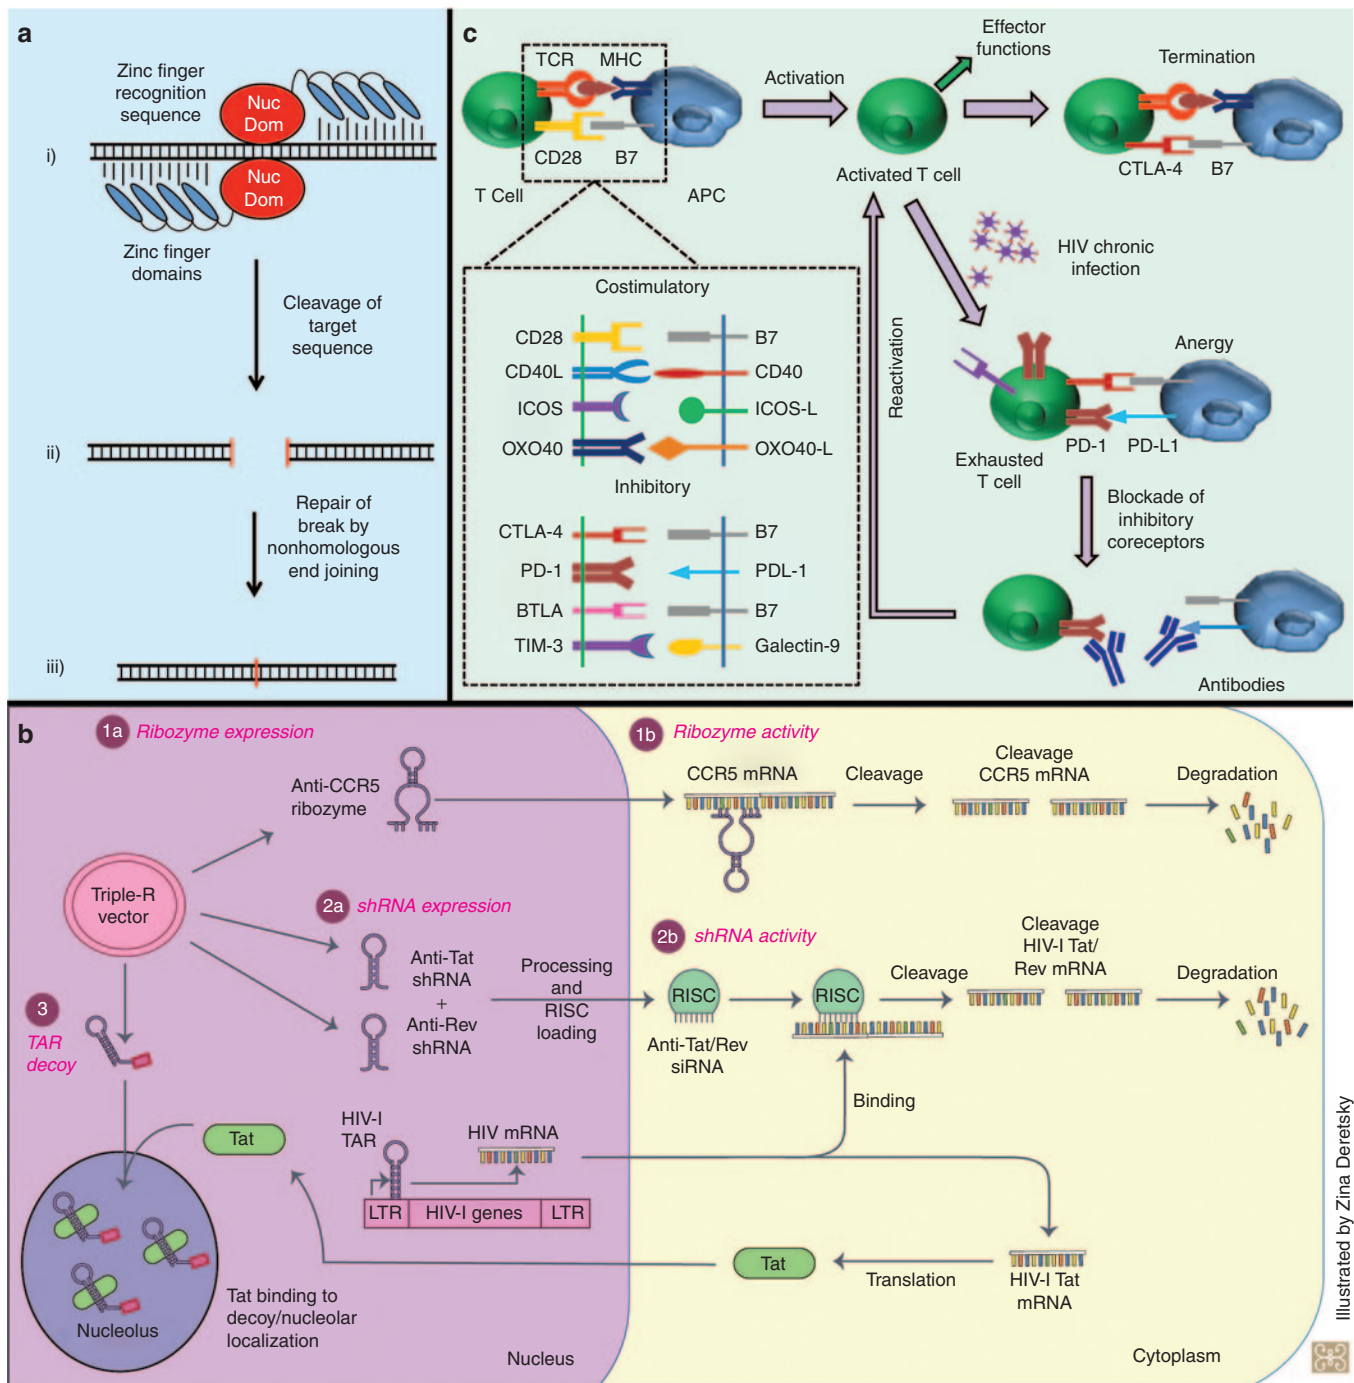 a
Zinc finger
recognition
sequence
Nuc
Dom
i)
Nuc
Dom
Zinc finger
domains
Cleavage of
target
sequence
ii)
Repair of
break by
nonhomologous
end joining
iii)
c
TCR
MHC
CD28
B7
T Cell
APC
Activation
Effector
functions
Activated T cell
Termination
CTLA-4
B7
HIV chronic
infection
Reactivation
Anergy
PD-1
PD-L1
Exhausted
T cell
Blockade of
inhibitory
coreceptors
Antibodies
Costimulatory
CD28
B7
CD40L
CD40
ICOS
ICOS-L
OXO40
OXO40-L
Inhibitory
CTLA-4
B7
PD-1
PDL-1
BTLA
B7
TIM-3
Galectin-9
b
1a
Ribozyme expression
Anti-CCR5
ribozyme
1b
Ribozyme activity
CCR5 mRNA
Cleavage
Cleavage
CCR5 mRNA
Degradation
Triple-R
vector
2a
shRNA expression
Anti-Tat
shRNA
+
Anti-Rev
shRNA
Processing
and
RISC
loading
2b
shRNA activity
RISC
Anti-Tat/Rev
siRNA
RISC
Cleavage
Cleavage
HIV-I Tat/
Rev mRNA
Degradation
3
TAR
decoy
Binding
Tat
HIV-I
TAR
HIV mRNA
LTR
HIV-I genes
LTR
Tat
Translation
HIV-I Tat
mRNA
Nucleolus
Tat binding to
decoy/nucleolar
localization
Nucleus
Cytoplasm
Illustrated by Zina Deretsky